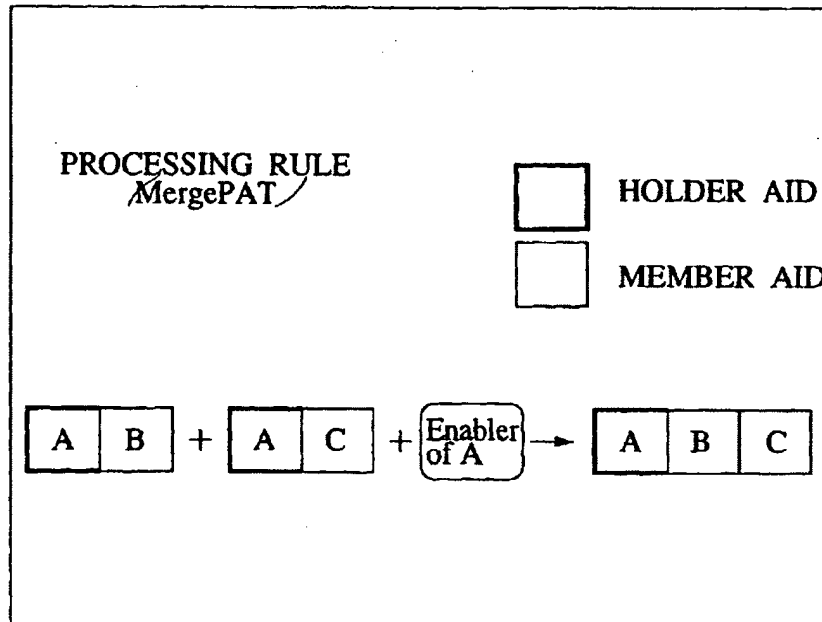 PROCESSING RULE
MergePAT
HOLDER AID
MEMBER AID
A B + A C + Enabler of A → A B C